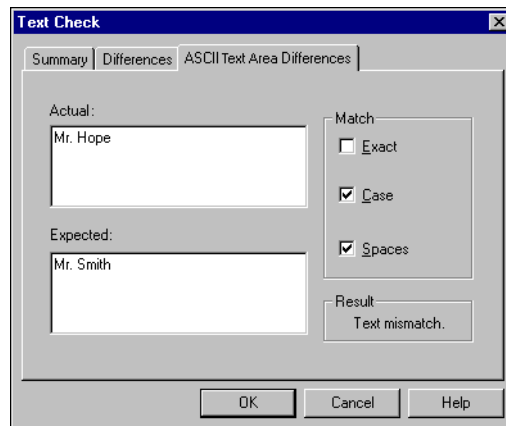 Text Check
Summary Differences ASCII Text Area Differences
Actual:
Mr. Hope
Expected:
Mr. Smith
Match
Exact
Case
Spaces
Result
Text mismatch.
OK Cancel Help